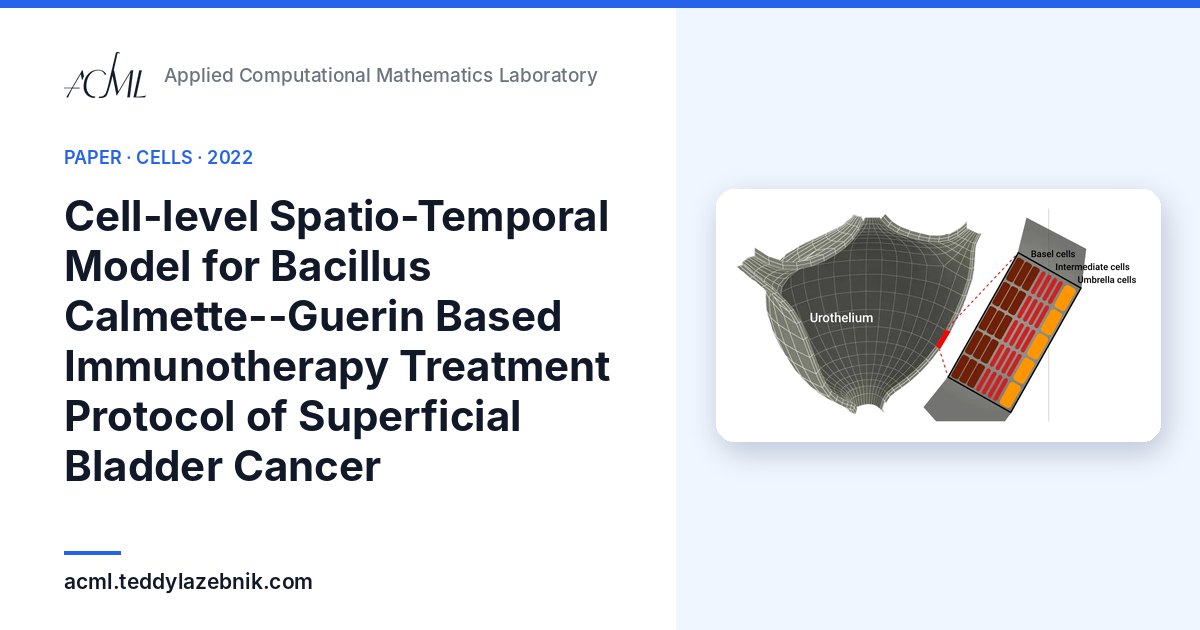 ACML
Applied Computational Mathematics Laboratory
PAPER · CELLS · 2022
Cell-level Spatio-Temporal
Model for Bacillus
Calmette--Guerin Based
Immunotherapy Treatment
Protocol of Superficial
Bladder Cancer
acml.teddylazebnik.com
Urothelium
Basel cells
Intermediate cells
Umbrella cells